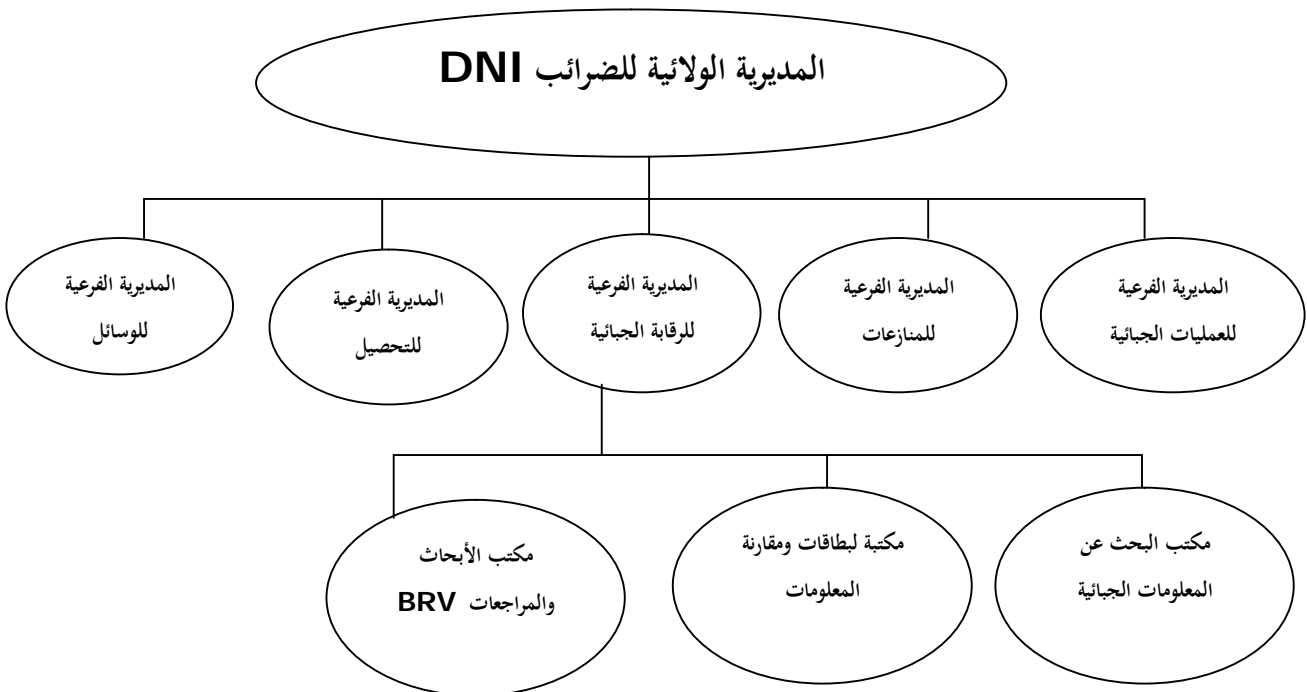 المديرية الولائية للضرائب DNI
المديرية الفرعية
للعمليات الجبائية
المديرية الفرعية
للمنازعات
المديرية الفرعية
للرقابة الجبائية
المديرية الفرعية
للتحصيل
المديرية الفرعية
للوسائل
مكتب البحث عن
المعلومات الجبائية
مكتبة لبطاقات ومقارنة
المعلومات
مكتب الأبحاث
والمراجعات BRV